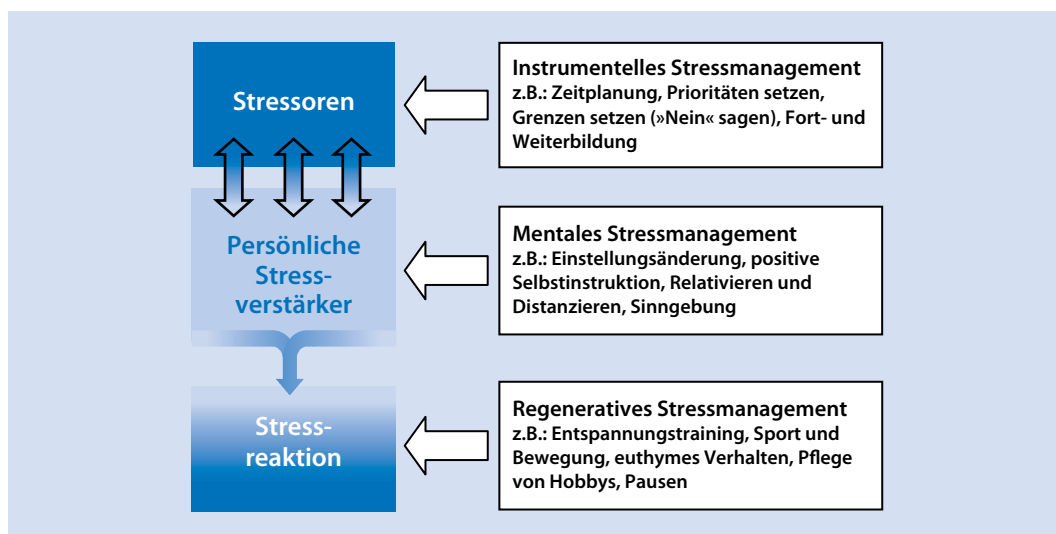 Stressoren
Instrumentelles Stressmanagement
z.B.: Zeitplanung, Prioritäten setzen,
Grenzen setzen (»Nein« sagen), Fort- und
Weiterbildung
Persönliche
Stress-
verstärker
Mentales Stressmanagement
z.B.: Einstellungsänderung, positive
Selbstinstruktion, Relativieren und
Distanzieren, Sinngebung
Stress-
reaktion
Regeneratives Stressmanagement
z.B.: Entspannungstraining, Sport und
Bewegung, euthymes Verhalten, Pflege
von Hobbys, Pausen